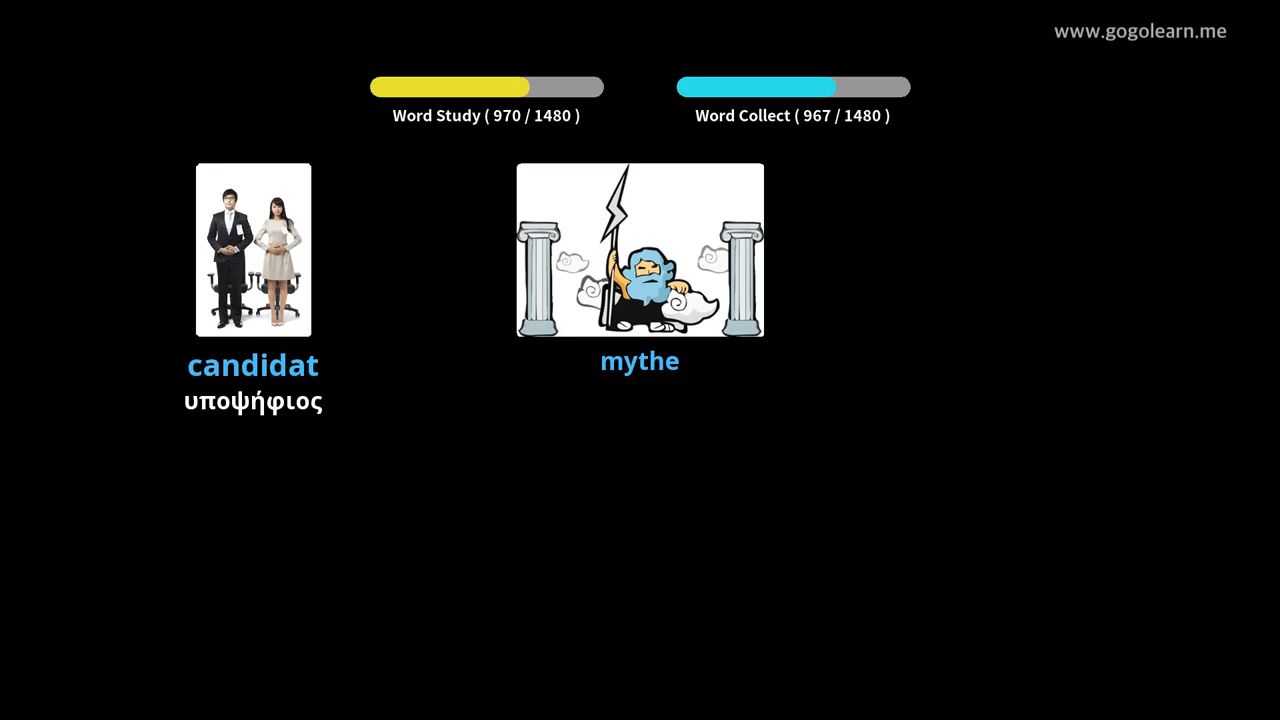 www.gogolearn.me
Word Study ( 970 / 1480 )
Word Collect ( 967 / 1480 )
candidat
υποψήφιος
mythe